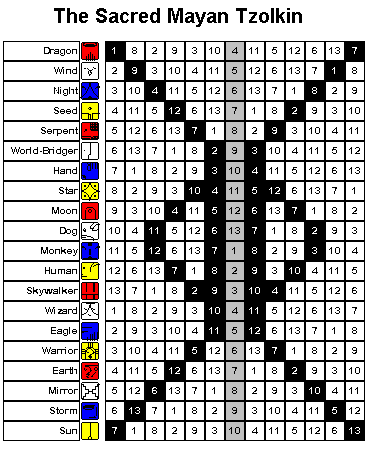 The Sacred Mayan Tzolkin
Dragon 1 8 2 9 3 10 4 11 5 12 6 13 7
Wind 2 9 3 10 4 11 5 12 6 13 7 1 8
Night 3 10 4 11 5 12 6 13 7 1 8 2 9
Seed 4 11 5 12 6 13 7 1 8 2 9 3 10
Serpent 5 12 6 13 7 1 8 2 9 3 10 4 11
World-Bridger 6 13 7 1 8 2 9 3 10 4 11 5 12
Hand 7 1 8 2 9 3 10 4 11 5 12 6 13
Star 8 2 9 3 10 4 11 5 12 6 13 7 1
Moon 9 3 10 4 11 5 12 6 13 7 1 8 2
Dog 10 4 11 5 12 6 13 7 1 8 2 9 3
Monkey 11 5 12 6 13 7 1 8 2 9 3 10 4
Human 12 6 13 7 1 8 2 9 3 10 4 11 5
Skywalker 13 7 1 8 2 9 3 10 4 11 5 12 6
Wizard 1 8 2 9 3 10 4 11 5 12 6 13 7
Eagle 2 9 3 10 4 11 5 12 6 13 7 1 8
Warrior 3 10 4 11 5 12 6 13 7 1 8 2 9
Earth 4 11 5 12 6 13 7 1 8 2 9 3 10
Mirror 5 12 6 13 7 1 8 2 9 3 10 4 11
Storm 6 13 7 1 8 2 9 3 10 4 11 5 12
Sun 7 1 8 2 9 3 10 4 11 5 12 6 13